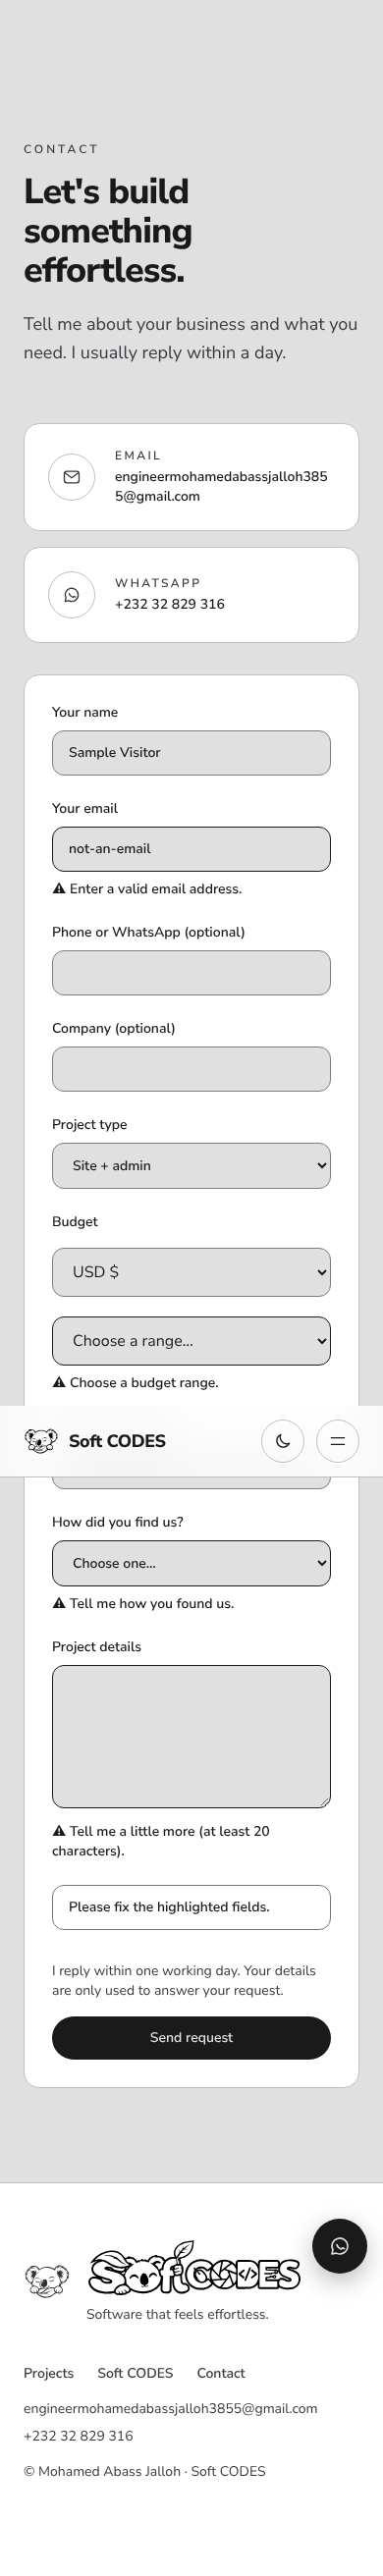 CONTACT
Let's build
something
effortless.
Tell me about your business and what you
need. I usually reply within a day.
EMAIL
engineermohamedabassjalloh385
5@gmail.com
WHATSAPP
+232 32 829 316
Your name
Sample Visitor
Your email
not-an-email
⚠ Enter a valid email address.
Phone or WhatsApp (optional)
Company (optional)
Project type
Site + admin
Budget
USD $
Choose a range...
⚠ Choose a budget range.
Soft CODES
How did you find us?
Choose one...
⚠ Tell me how you found us.
Project details
⚠ Tell me a little more (at least 20
characters).
Please fix the highlighted fields.
I reply within one working day. Your details
are only used to answer your request.
Send request
Soft CODES
Software that feels effortless.
Projects Soft CODES Contact
engineermohamedabassjalloh3855@gmail.com
+232 32 829 316
© Mohamed Abass Jalloh · Soft CODES